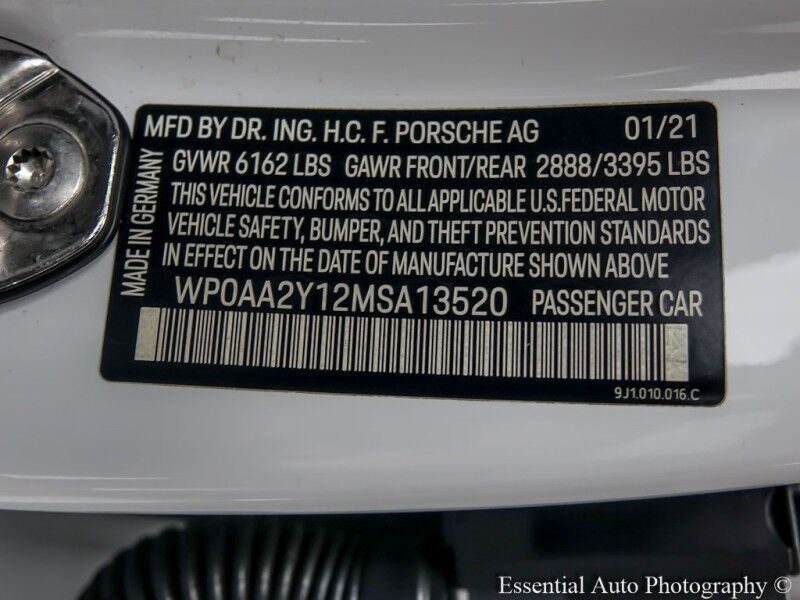 MFD BY DR. ING. H.C. F. PORSCHE AG 01/21
GVWR 6162 LBS GAWR FRONT/REAR 2888/3395 LBS
THIS VEHICLE CONFORMS TO ALL APPLICABLE U.S.FEDERAL MOTOR
VEHICLE SAFETY, BUMPER, AND THEFT PREVENTION STANDARDS
IN EFFECT ON THE DATE OF MANUFACTURE SHOWN ABOVE
MADE IN GERMANY
WP0AA2Y12MSA13520 PASSENGER CAR
9J1.010.016.C
Essential Auto Photography ©